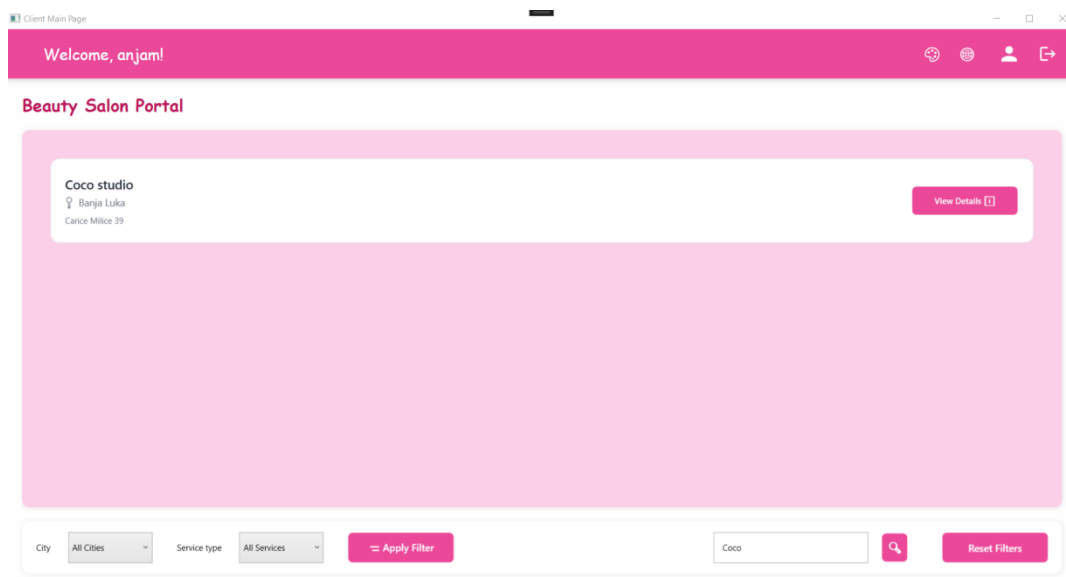 Client Main Page
Welcome, anjam!
Beauty Salon Portal
Coco studio
Banja Luka
Carice Milice 39
View Details
City
All Cities
Service type
All Services
Apply Filter
Coco
Reset Filters